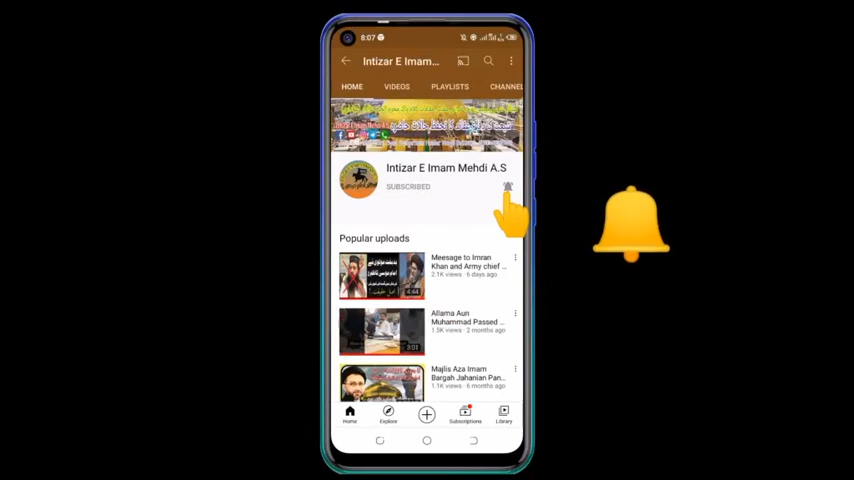 8:07
Intizar E Imam...
HOME VIDEOS PLAYLISTS CHANNEL
Intizar E Imam Mehdi A.S
SUBSCRIBED
Popular uploads
Meesage to Imran
Khan and Army chief ...
2.1K views · 6 days ago
4:44
Allama Aun
Muhammad Passed ...
1.5K views · 2 months ago
3:01
Majlis Aza Imam
Bargah Jahanian Pan...
1.1K views · 6 months ago
Home Explore Subscriptions Library